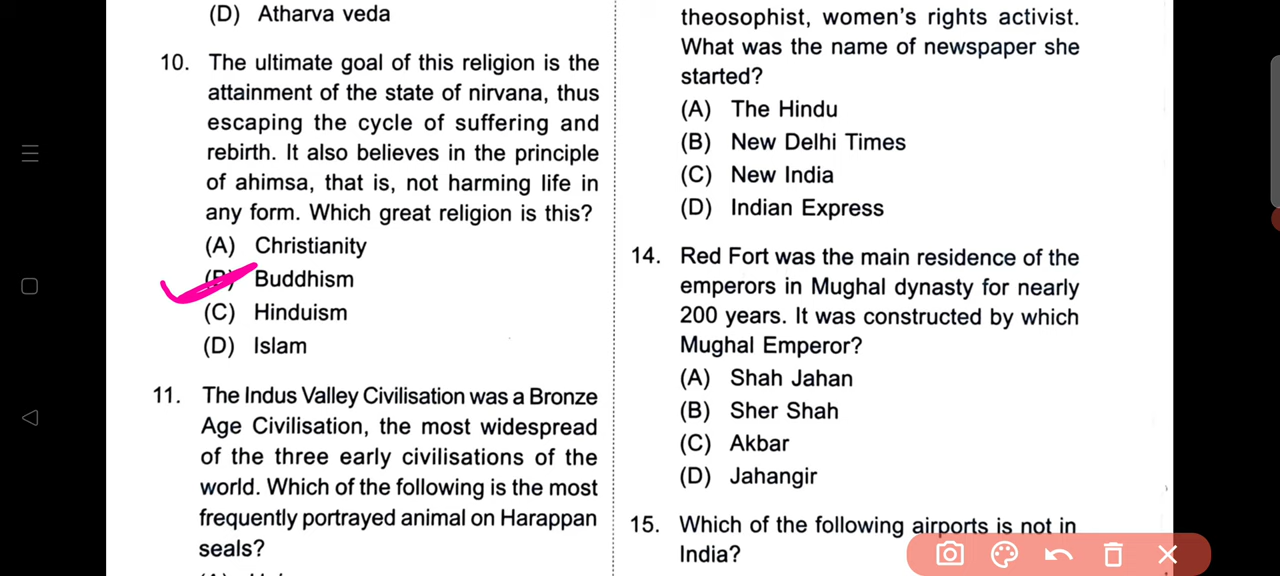 (D) Atharva veda
10. The ultimate goal of this religion is the
attainment of the state of nirvana, thus
escaping the cycle of suffering and
rebirth. It also believes in the principle
of ahimsa, that is, not harming life in
any form. Which great religion is this?
(A) Christianity
(B) Buddhism
(C) Hinduism
(D) Islam
11. The Indus Valley Civilisation was a Bronze
Age Civilisation, the most widespread
of the three early civilisations of the
world. Which of the following is the most
frequently portrayed animal on Harappan
seals?
theosophist, women's rights activist.
What was the name of newspaper she
started?
(A) The Hindu
(B) New Delhi Times
(C) New India
(D) Indian Express
14. Red Fort was the main residence of the
emperors in Mughal dynasty for nearly
200 years. It was constructed by which
Mughal Emperor?
(A) Shah Jahan
(B) Sher Shah
(C) Akbar
(D) Jahangir
15. Which of the following airports is not in
India?